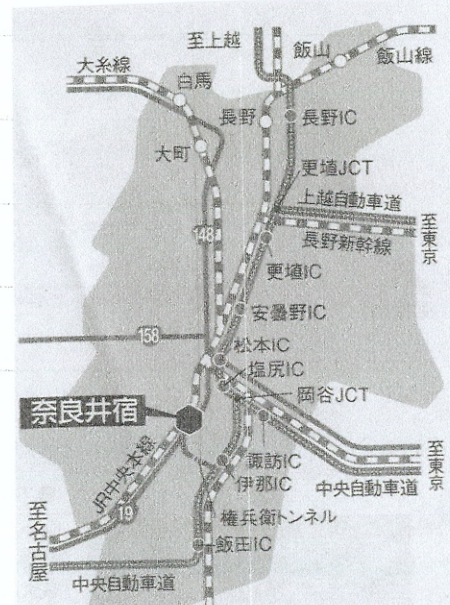 至上越
飯山
飯山線
大糸線
白馬
長野
長野IC
大町
更埴JCT
上越自動車道
至東京
長野新幹線
148
更埴IC
安曇野IC
158
松本IC
塩尻IC
岡谷JCT
奈良井宿
JR中央本線
諏訪IC
至東京
伊那IC
中央自動車道
19
至名古屋
権兵衛トンネル
飯田IC
中央自動車道